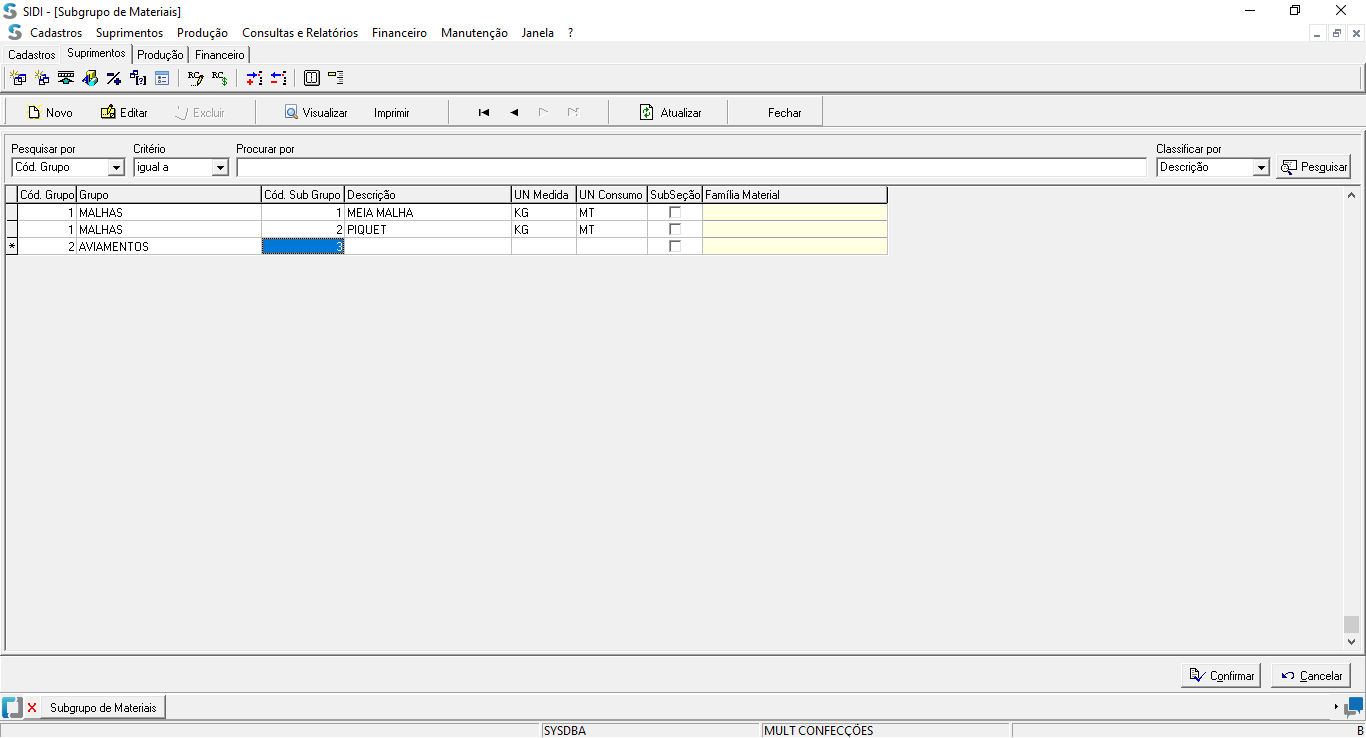 SIDI - [Subgrupo de Materiais]
Cadastros Suprimentos Produção Consultas e Relatórios Financeiro Manutenção Janela ?
Cadastros Suprimentos Produção Financeiro
Novo Editar Excluir Visualizar Imprimir Atualizar Fechar
Pesquisar por Critério Procurar por Classificar por
Cód. Grupo igual a Descrição Pesquisar
Cód. Grupo Grupo Cód. Sub Grupo Descrição UN Medida UN Consumo SubSeção Família Material
1 MALHAS 1 MEIA MALHA KG MT
1 MALHAS 2 PIQUET KG MT
* 2 AVIAMENTOS 3
Confirmar Cancelar
Subgrupo de Materiais
SYSDBA MULT CONFECÇÕES B